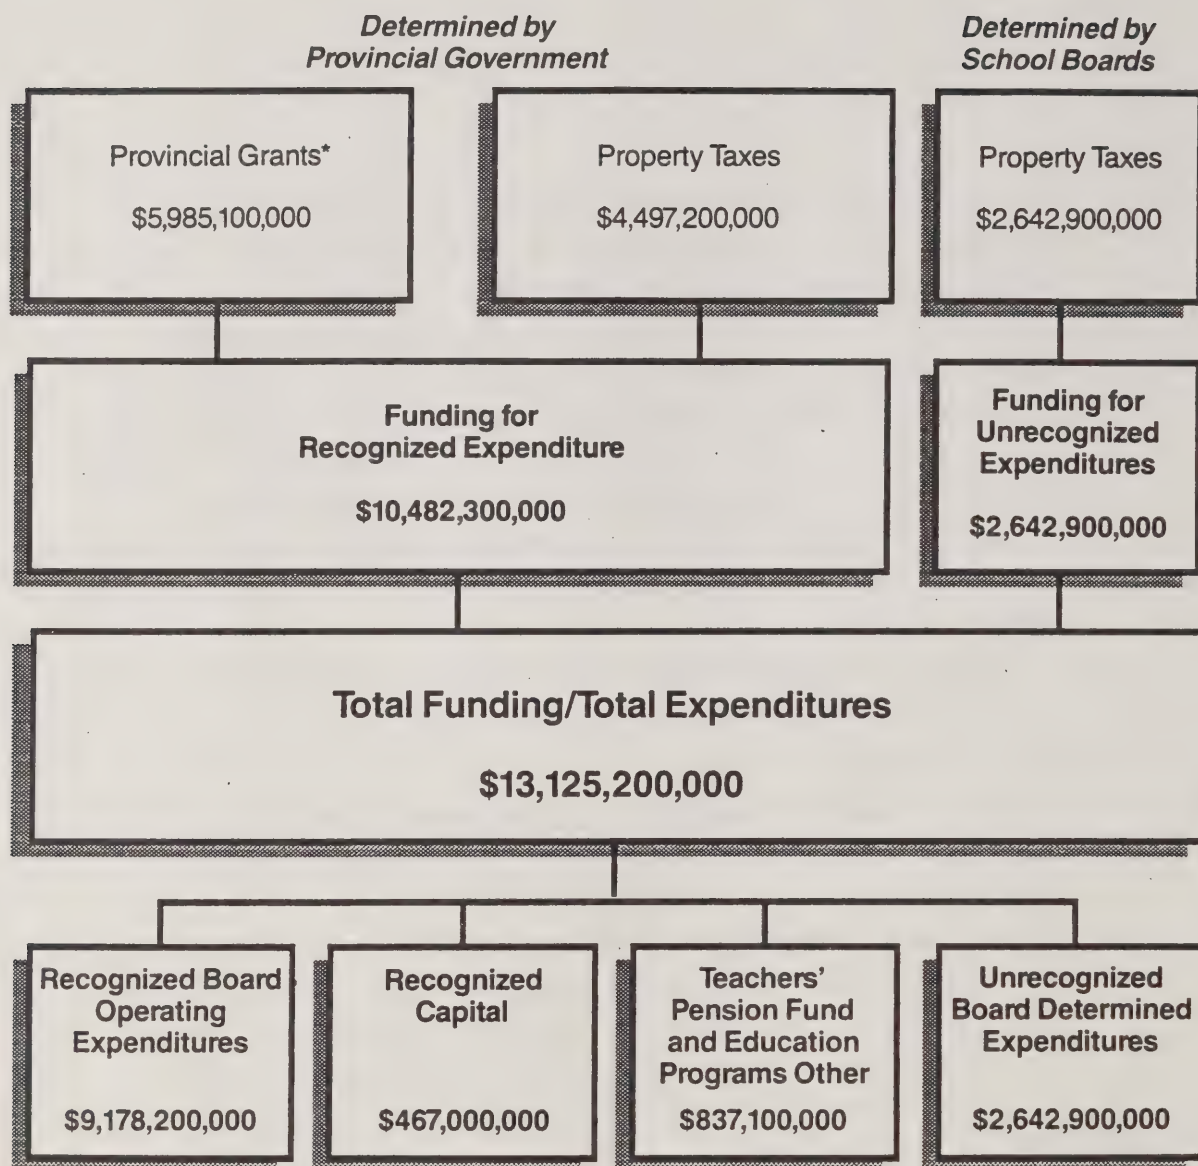 Determined by
Provincial Government
Determined by
School Boards
Provincial Grants*
$5,985,100,000
Property Taxes
$4,497,200,000
Property Taxes
$2,642,900,000
Funding for
Recognized Expenditure
$10,482,300,000
Funding for
Unrecognized
Expenditures
$2,642,900,000
Total Funding/Total Expenditures
$13,125,200,000
Recognized Board
Operating
Expenditures
$9,178,200,000
Recognized
Capital
$467,000,000
Teachers'
Pension Fund
and Education
Programs Other
$837,100,000
Unrecognized
Board Determined
Expenditures
$2,642,900,000